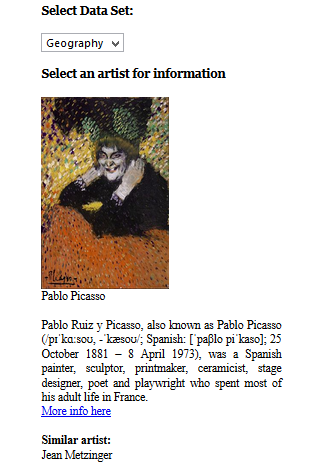 Select Data Set:
Geography
Select an artist for information
Pablo Picasso
Pablo Ruiz y Picasso, also known as Pablo Picasso
(/pɪˈkɑːsoʊ, -ˈkæsoʊ/; Spanish: [ˈpaβlo piˈkaso]; 25
October 1881 – 8 April 1973), was a Spanish
painter, sculptor, printmaker, ceramicist, stage
designer, poet and playwright who spent most of
his adult life in France.
More info here
Similar artist:
Jean Metzinger